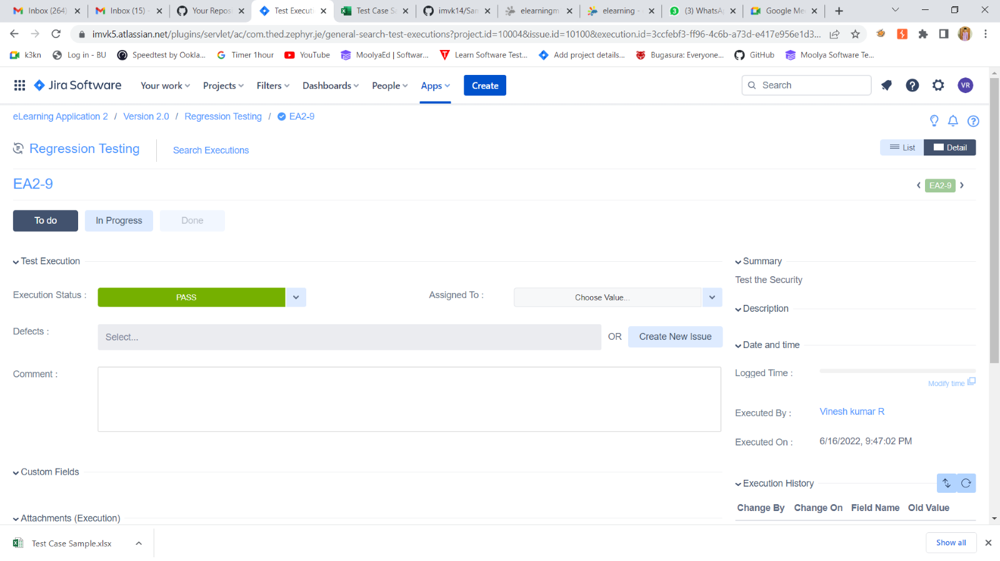 Inbox (264)
Inbox (15) -
Your Reposi
Test Executi
Test Case Sa
imvk14/Sam
elearningm
elearning -
(3) WhatsAp
Google Mee
imvk5.atlassian.net/plugins/servlet/ac/com.thed.zephyr.je/general-search-test-executions?project.id=10004&issue.id=10100&execution.id=3ccfebf3-ff96-4c6b-a73d-e417e956e1d3...
k3kn
Log in - BU
Speedtest by Ookla...
Timer 1hour
YouTube
MoolyaEd | Softwar...
Learn Software Test...
Add project details...
Bugasura: Everyone...
GitHub
Moolya Software Te...
Jira Software
Your work
Projects
Filters
Dashboards
People
Apps
Create
Search
VR
eLearning Application 2 / Version 2.0 / Regression Testing / EA2-9
Regression Testing
Search Executions
List
Detail
EA2-9
EA2-9
To do
In Progress
Done
Test Execution
Execution Status :
PASS
Assigned To :
Choose Value...
Defects :
Select...
OR
Create New Issue
Comment :
Custom Fields
Attachments (Execution)
Summary
Test the Security
Description
Date and time
Logged Time :
Modify time
Executed By :
Vinesh kumar R
Executed On :
6/16/2022, 9:47:02 PM
Execution History
Change By Change On Field Name Old Value
Test Case Sample.xlsx
Show all